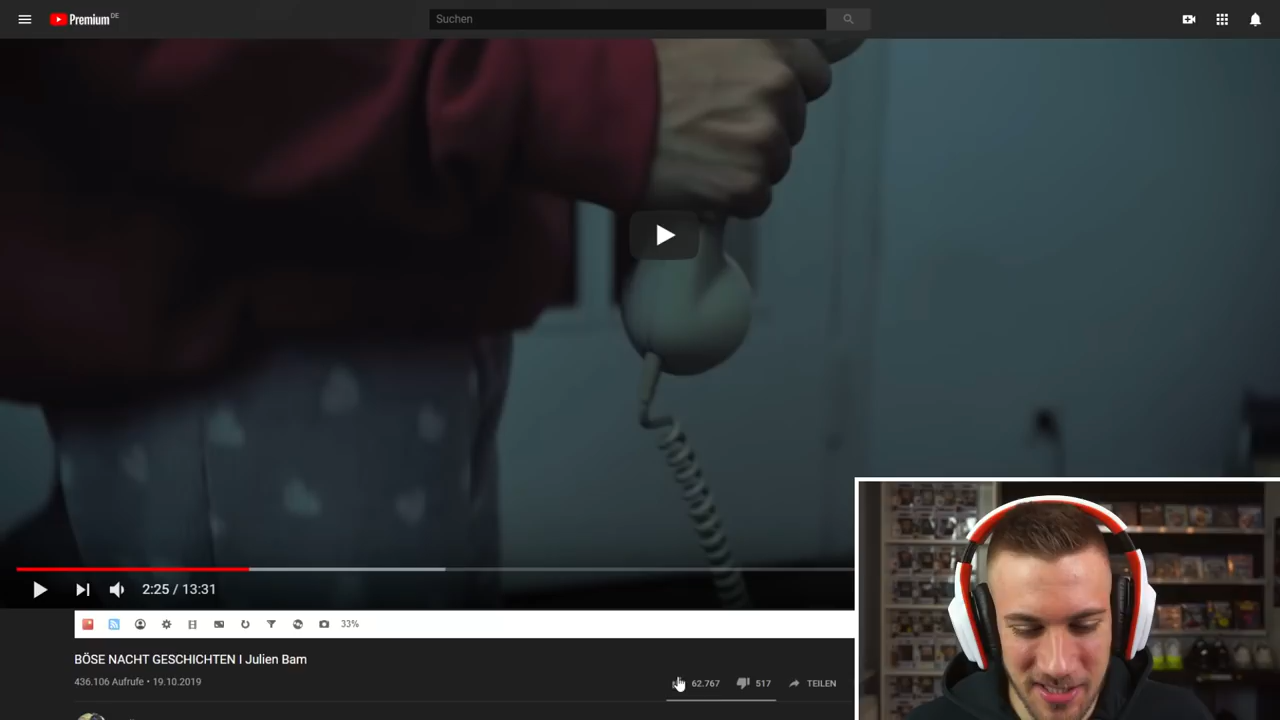 Premium DE
Suchen
2:25 / 13:31
33%
BÖSE NACHT GESCHICHTEN I Julien Bam
436.106 Aufrufe • 19.10.2019
62.767
517
TEILEN